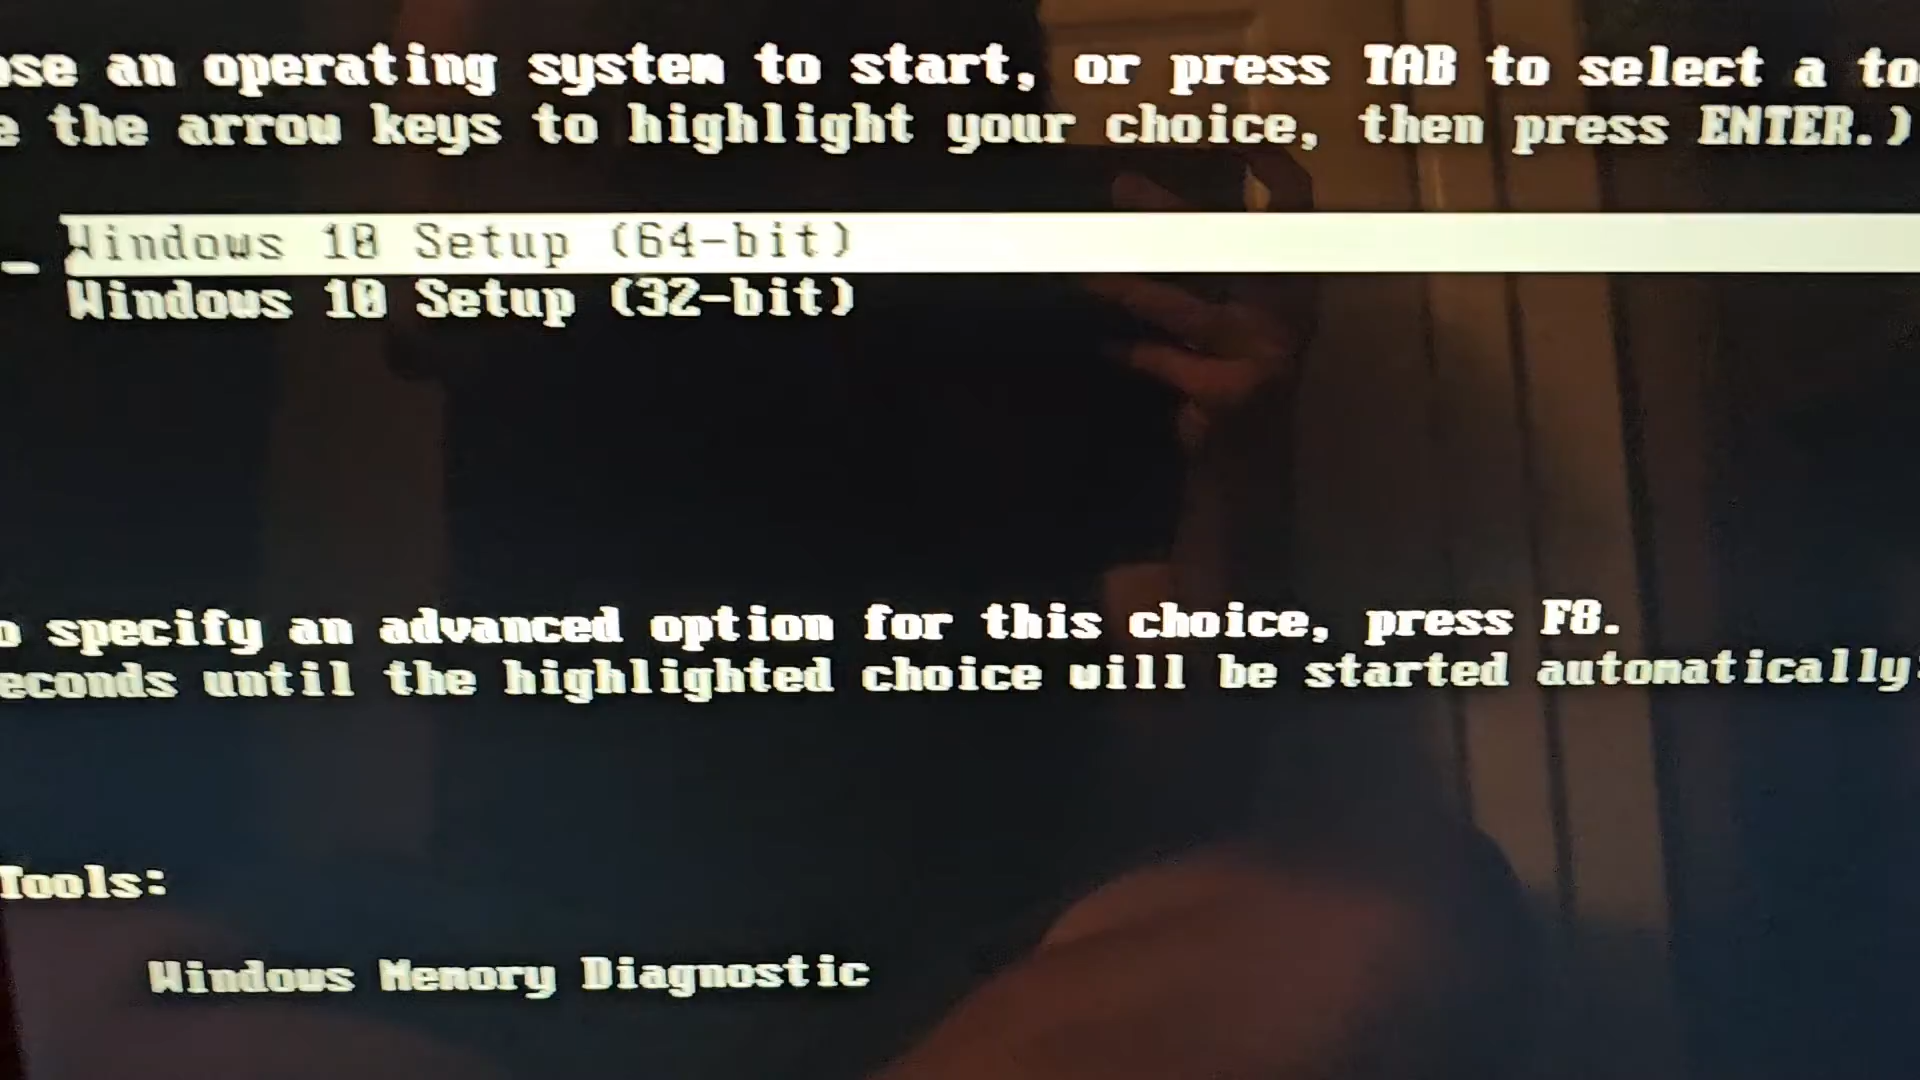 ose an operating system to start, or press TAB to select a to
e the arrow keys to highlight your choice, then press ENTER.)
Windows 10 Setup (64-bit)
Windows 10 Setup (32-bit)
o specify an advanced option for this choice, press F8.
econds until the highlighted choice will be started automatically
Tools:
Windows Memory Diagnostic